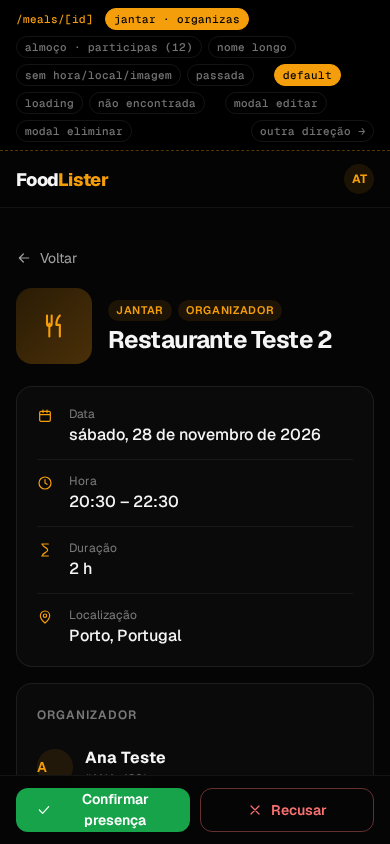 /meals/[id] jantar · organizas
almoço · participas (12) nome longo
sem hora/local/imagem passada default
loading não encontrada modal editar
modal eliminar outra direção →
FoodLister AT
← Voltar
JANTAR ORGANIZADOR
Restaurante Teste 2
Data
sábado, 28 de novembro de 2026
Hora
20:30 – 22:30
Duração
2 h
Localização
Porto, Portugal
ORGANIZADOR
A Ana Teste
Confirmar
presença
Recusar